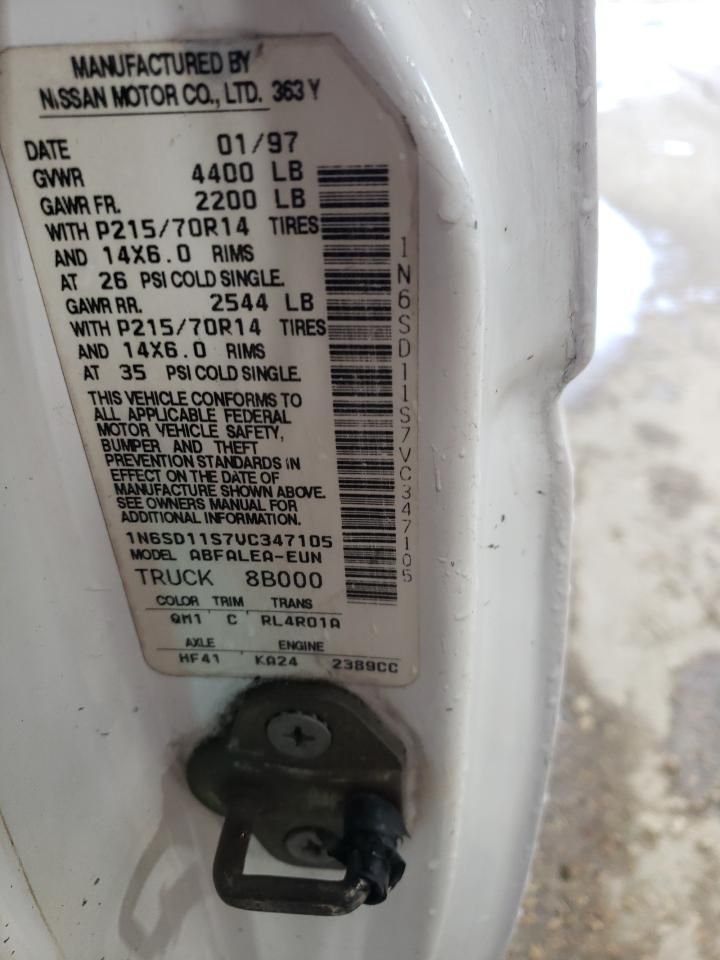 MANUFACTURED BY
NISSAN MOTOR CO., LTD. 363Y
DATE 01/97
GVWR 4400 LB
GAWR FR. 2200 LB
WITH P215/70R14 TIRES
AND 14X6.0 RIMS
AT 26 PSI COLD SINGLE.
GAWR RR. 2544 LB
WITH P215/70R14 TIRES
AND 14X6.0 RIMS
AT 35 PSI COLD SINGLE.
THIS VEHICLE CONFORMS TO
ALL APPLICABLE FEDERAL
MOTOR VEHICLE SAFETY,
BUMPER AND THEFT
PREVENTION STANDARDS IN
EFFECT ON THE DATE OF
MANUFACTURE SHOWN ABOVE.
SEE OWNERS MANUAL FOR
ADDITIONAL INFORMATION.
1N6SD11S7VC347105
MODEL ABFALEA-EUN
TRUCK 8B000
COLOR TRIM TRANS
QM1 C RL4R01A
AXLE ENGINE
HF41 KA24 2389CC
1N6SD11S7VC347105